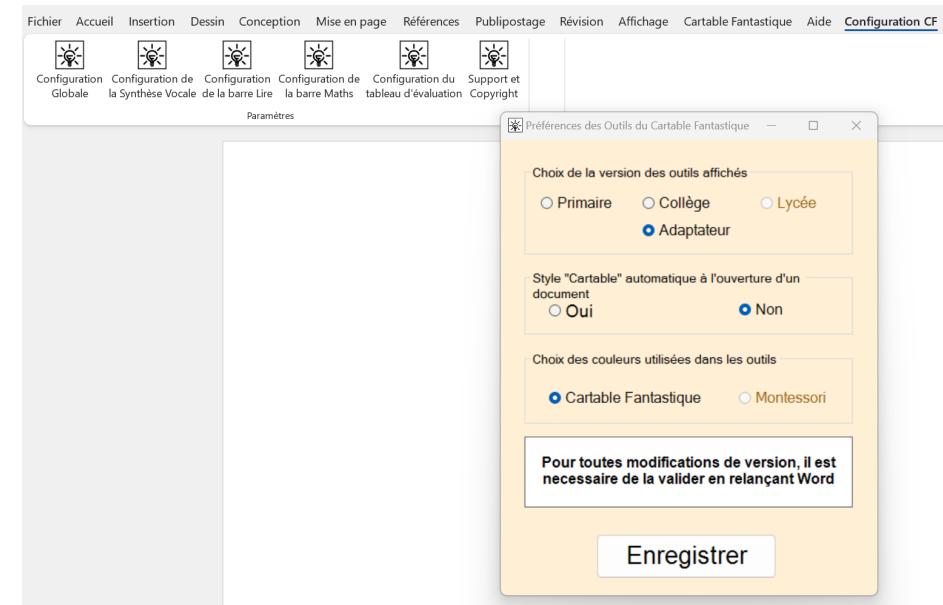 Fichier Accueil Insertion Dessin Conception Mise en page Références Publipostage Révision Affichage Cartable Fantastique Aide Configuration CF
Configuration Configuration de Configuration Configuration de Configuration du Support et
Globale la Synthèse Vocale de la barre Lire la barre Maths tableau d'évaluation Copyright
Paramètres
Préférences des Outils du Cartable Fantastique
Choix de la version des outils affichés
Primaire Collège Lycée
Adaptateur
Style "Cartable" automatique à l'ouverture d'un
document
Oui Non
Choix des couleurs utilisées dans les outils
Cartable Fantastique Montessori
Pour toutes modifications de version, il est
necessaire de la valider en relançant Word
Enregistrer